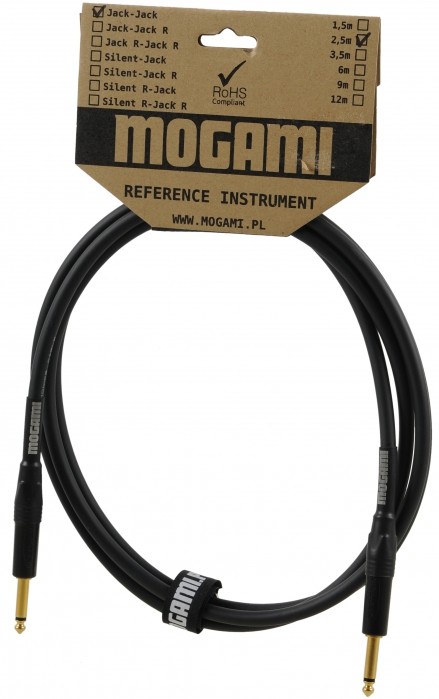 Jack-Jack
Jack-Jack R
Jack R-Jack R
Silent-Jack
Silent-Jack R
Silent R-Jack
Silent R-Jack R
RoHS
Compliant
1,5m
2,5m
3,5m
6m
9m
12m
MOGAMI
REFERENCE INSTRUMENT
WWW.MOGAMI.PL
MOGAMI
MOGAMI